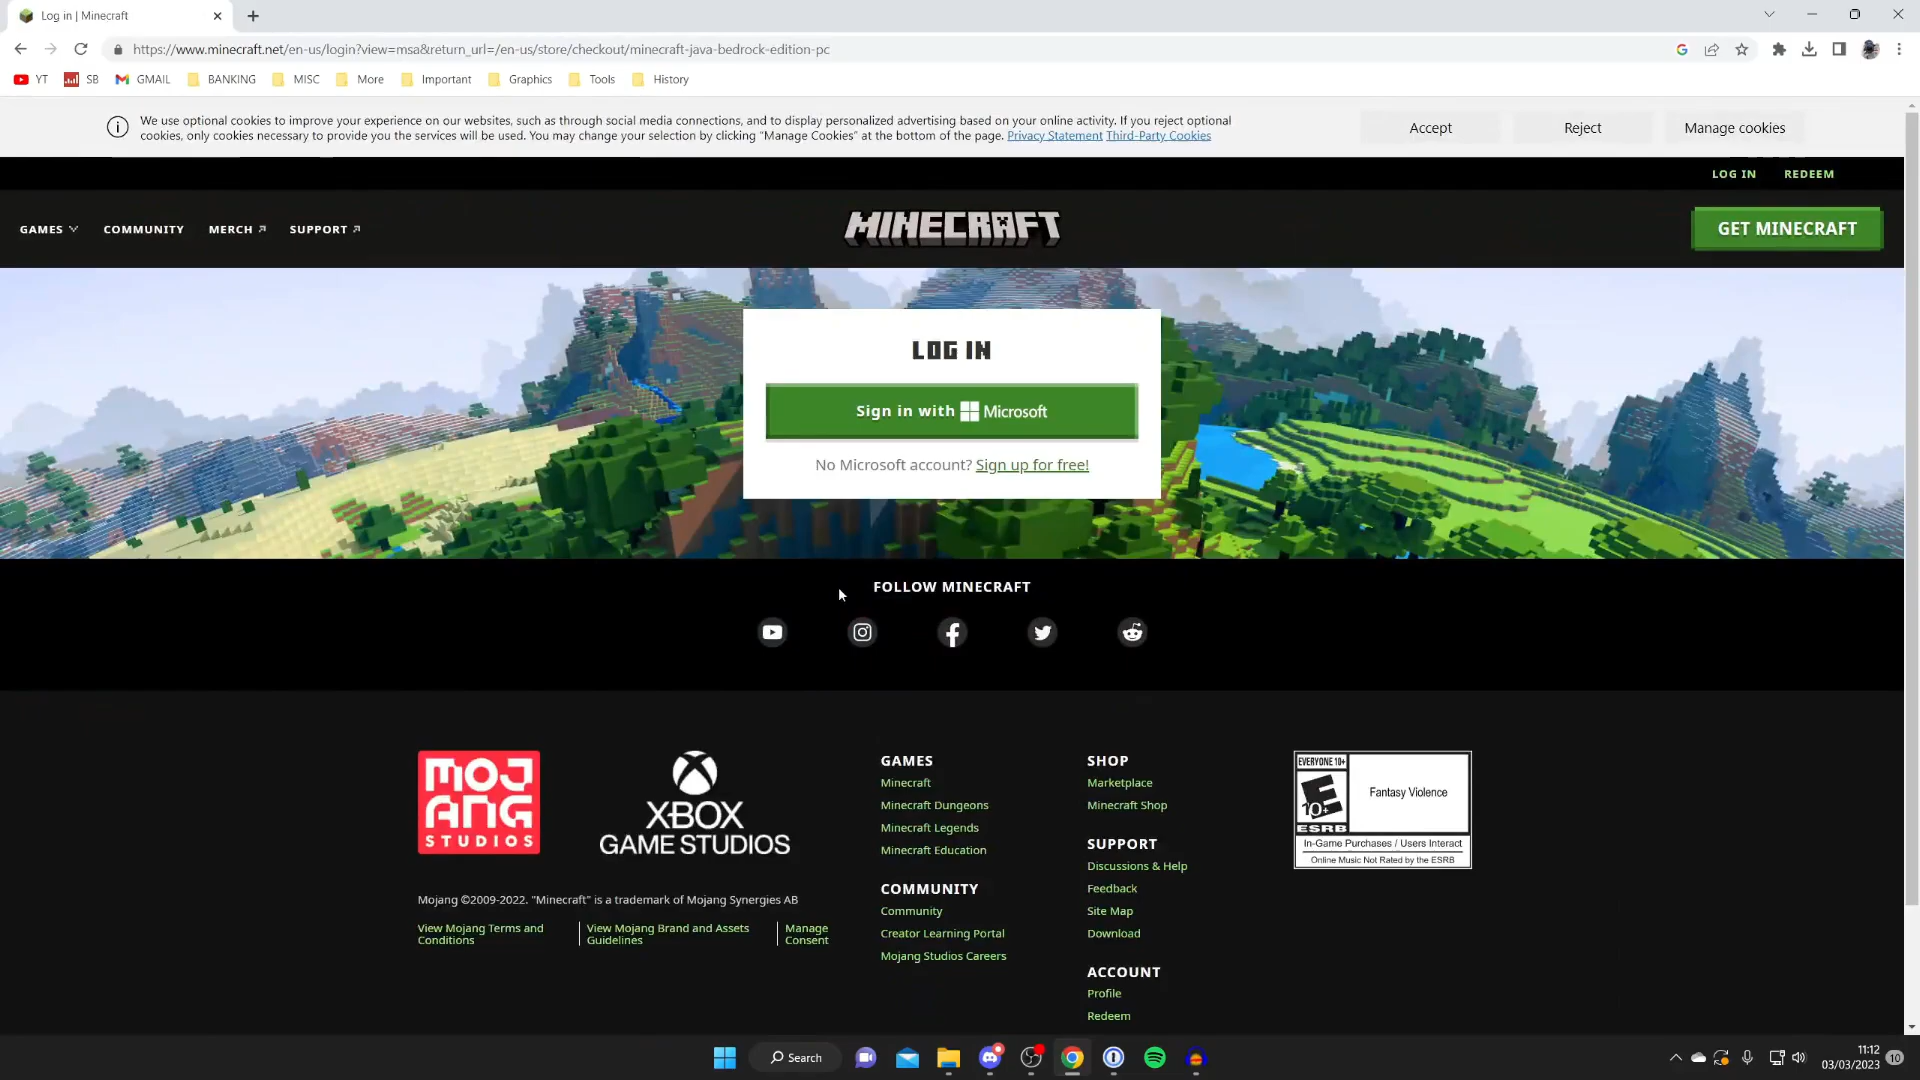 Log in | Minecraft
https://www.minecraft.net/en-us/login?view=msa&return_url=/en-us/store/checkout/minecraft-java-bedrock-edition-pc
YT SB GMAIL BANKING MISC More Important Graphics Tools History
We use optional cookies to improve your experience on our websites, such as through social media connections, and to display personalized advertising based on your online activity. If you reject optional
cookies, only cookies necessary to provide you the services will be used. You may change your selection by clicking "Manage Cookies" at the bottom of the page. Privacy Statement Third-Party Cookies
Accept Reject Manage cookies
LOG IN REDEEM
GAMES COMMUNITY MERCH SUPPORT
MINECRAFT
GET MINECRAFT
LOG IN
Sign in with Microsoft
No Microsoft account? Sign up for free!
FOLLOW MINECRAFT
MOJ
ANG
STUDIOS
XBOX
GAME STUDIOS
Mojang ©2009-2022. "Minecraft" is a trademark of Mojang Synergies AB
View Mojang Terms and
Conditions
View Mojang Brand and Assets
Guidelines
Manage
Consent
GAMES
Minecraft
Minecraft Dungeons
Minecraft Legends
Minecraft Education
COMMUNITY
Community
Creator Learning Portal
Mojang Studios Careers
SHOP
Marketplace
Minecraft Shop
SUPPORT
Discussions & Help
Feedback
Site Map
Download
ACCOUNT
Profile
Redeem
EVERYONE 10+
E
10+
ESRB
Fantasy Violence
In-Game Purchases / Users Interact
Online Music Not Rated by the ESRB
Search
11:12
03/03/2023
10